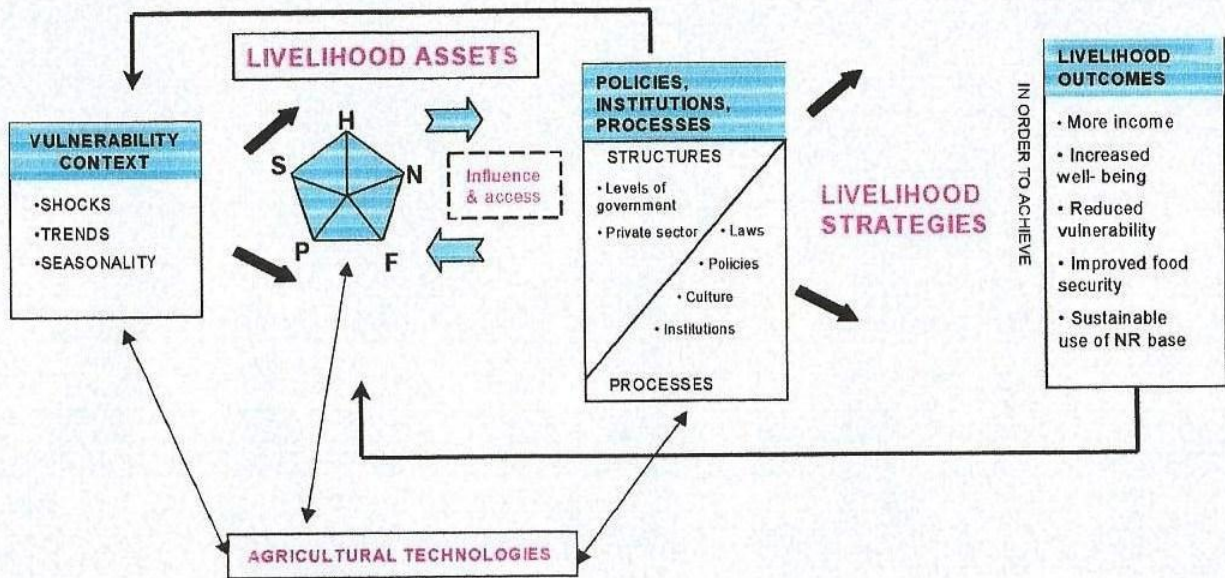 LIVELIHOOD ASSETS
VULNERABILITY
CONTEXT
•SHOCKS
•TRENDS
•SEASONALITY
H
S
N
P
F
Influence
& access
POLICIES,
INSTITUTIONS,
PROCESSES
STRUCTURES
• Levels of
government
• Private sector
• Laws
• Policies
• Culture
• Institutions
PROCESSES
LIVELIHOOD
STRATEGIES
IN ORDER TO ACHIEVE
LIVELIHOOD
OUTCOMES
• More income
• Increased
well- being
• Reduced
vulnerability
• Improved food
security
• Sustainable
use of NR base
AGRICULTURAL TECHNOLOGIES